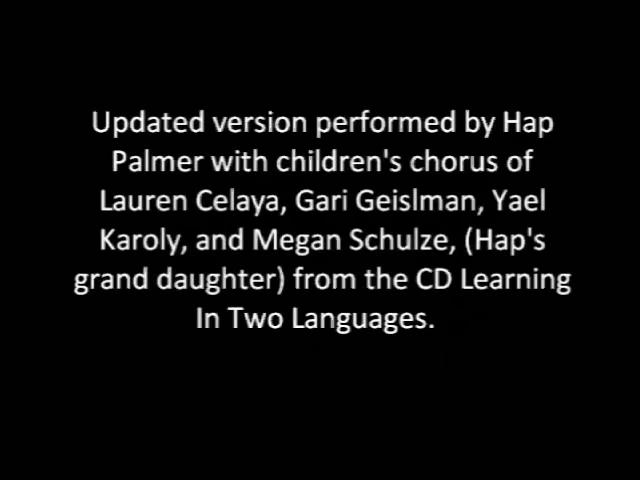 Updated version performed by Hap
Palmer with children's chorus of
Lauren Celaya, Gari Geislman, Yael
Karoly, and Megan Schulze, (Hap's
grand daughter) from the CD Learning
In Two Languages.